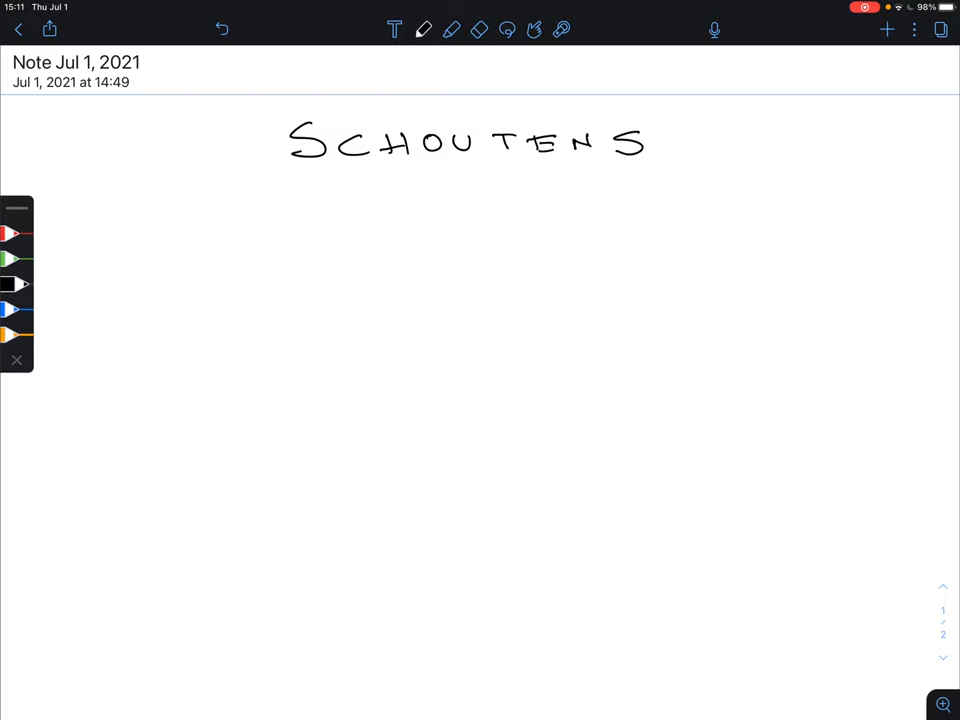 15:11 Thu Jul 1 98%
Note Jul 1, 2021
Jul 1, 2021 at 14:49
SCHOUTENS
1
/
2